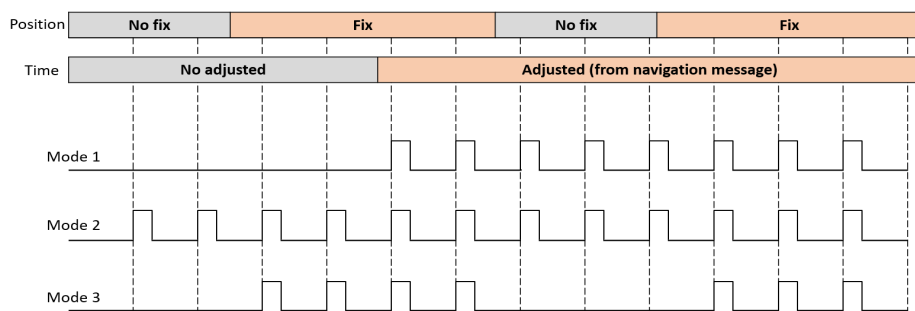 Position No fix Fix No fix Fix
Time No adjusted Adjusted (from navigation message)
Mode 1
Mode 2
Mode 3